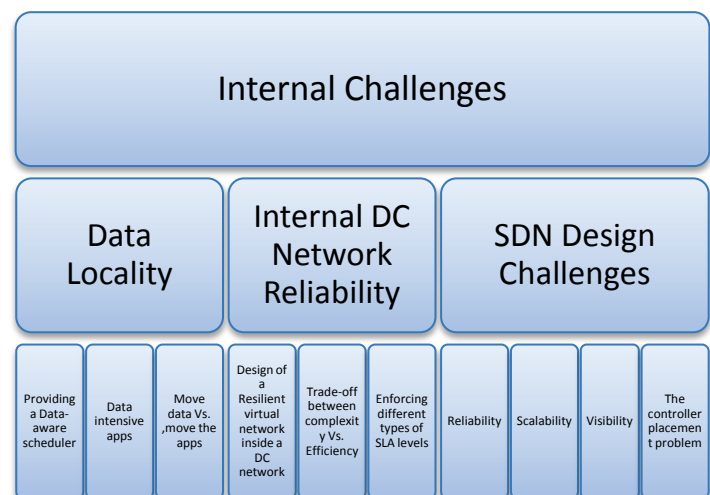 Internal Challenges
Data
Locality
Internal DC
Network
Reliability
SDN Design
Challenges
Providing
a Data-
aware
scheduler
Data
intensive
apps
Move
data Vs.
,move the
apps
Design of
a
Resilient
virtual
network
inside a
DC
network
Trade-off
between
complexit
y Vs.
Efficiency
Enforcing
different
types of
SLA levels
Reliability
Scalability
Visibility
The
controller
placemen
t problem